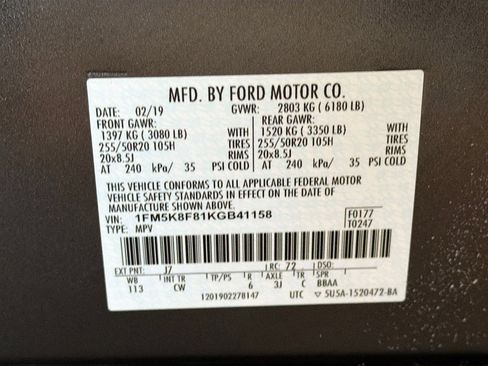 MFD. BY FORD MOTOR CO.
DATE: 02/19 GVWR: 2803 KG ( 6180 LB)
FRONT GAWR: REAR GAWR:
1397 KG ( 3080 LB) WITH 1520 KG ( 3350 LB) WITH
255/50R20 105H TIRES 255/50R20 105H TIRES
20x8.5J RIMS 20x8.5J RIMS
AT 240 kPa/ 35 PSI COLD AT 240 kPa/ 35 PSI COLD
THIS VEHICLE CONFORMS TO ALL APPLICABLE FEDERAL MOTOR
VEHICLE SAFETY STANDARDS IN EFFECT ON THE DATE OF
MANUFACTURE SHOWN ABOVE.
VIN: 1FM5K8F81KGB41158 F0177
TYPE: MPV T0247
EXT PNT: J7 RC: 72 DSO:
WB INT TR TP/PS R AXLE TR SPR
113 CW 6 3J C BBAA
1201902278147 UTC ▽ 5U5A-1520472-BA